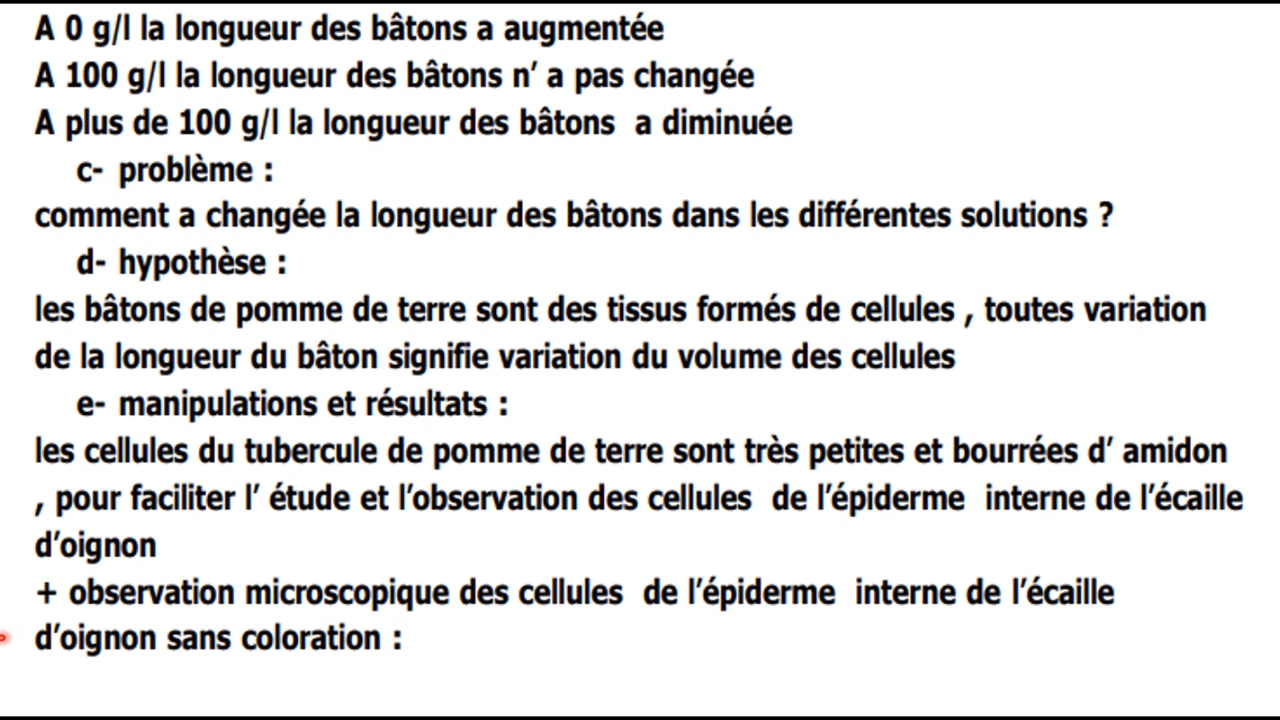 A 0 g/l la longueur des bâtons a augmentée
A 100 g/l la longueur des bâtons n’ a pas changée
A plus de 100 g/l la longueur des bâtons  a diminuée
c- problème :
comment a changée la longueur des bâtons dans les différentes solutions ?
d- hypothèse :
les bâtons de pomme de terre sont des tissus formés de cellules , toutes variation
de la longueur du bâton signifie variation du volume des cellules
e- manipulations et résultats :
les cellules du tubercule de pomme de terre sont très petites et bourrées d’ amidon
, pour faciliter l’ étude et l’observation des cellules  de l’épiderme  interne de l’écaille
d’oignon
+ observation microscopique des cellules  de l’épiderme  interne de l’écaille
d’oignon sans coloration :